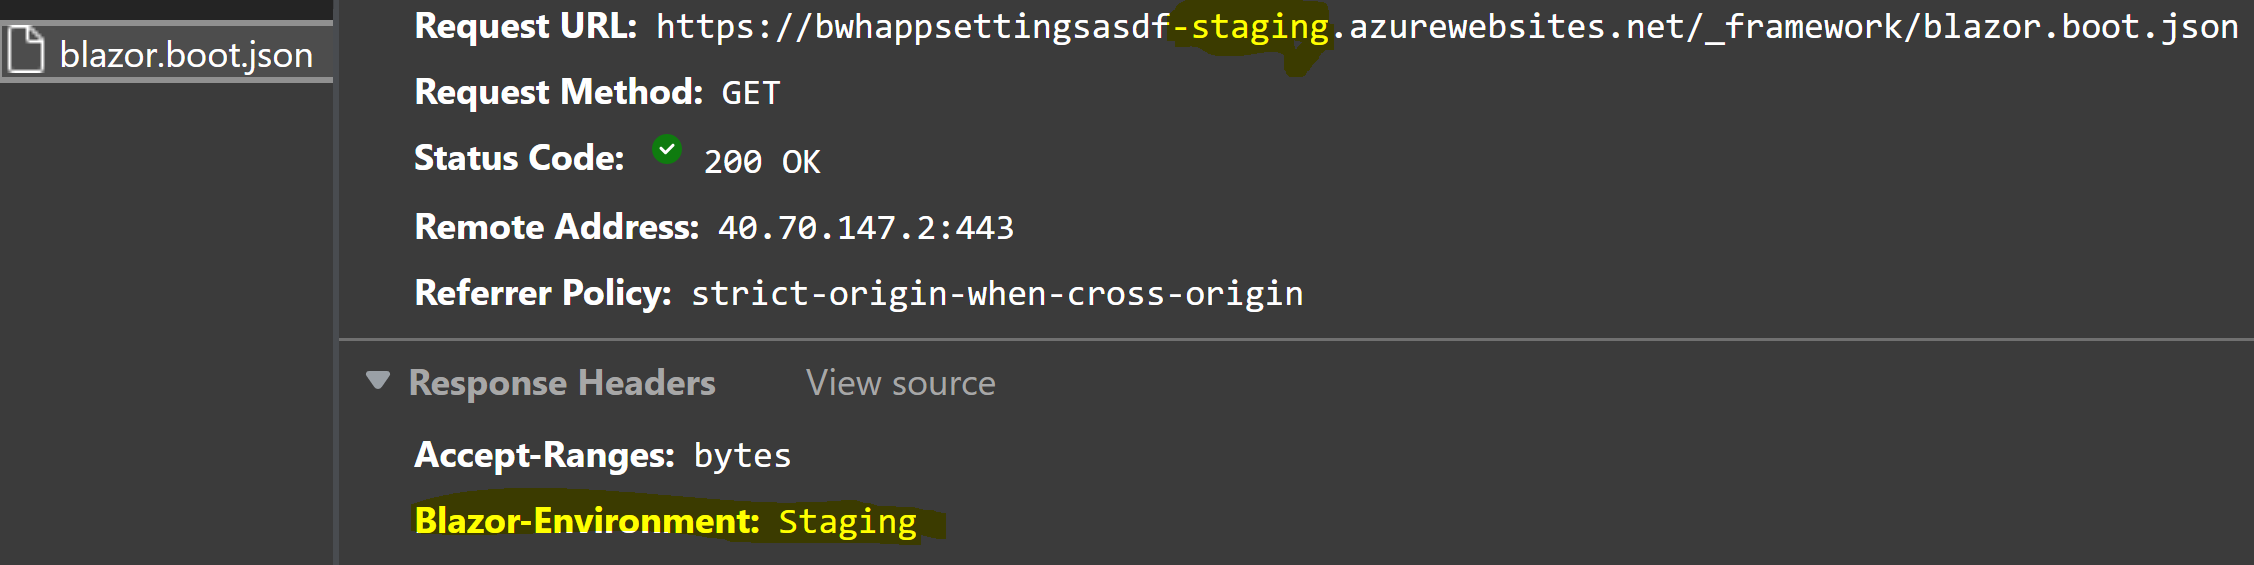 blazor.boot.json
Request URL: https://bwhappsettingsasdf-staging.azurewebsites.net/_framework/blazor.boot.json
Request Method: GET
Status Code: 200 OK
Remote Address: 40.70.147.2:443
Referrer Policy: strict-origin-when-cross-origin
Response Headers View source
Accept-Ranges: bytes
Blazor-Environment: Staging